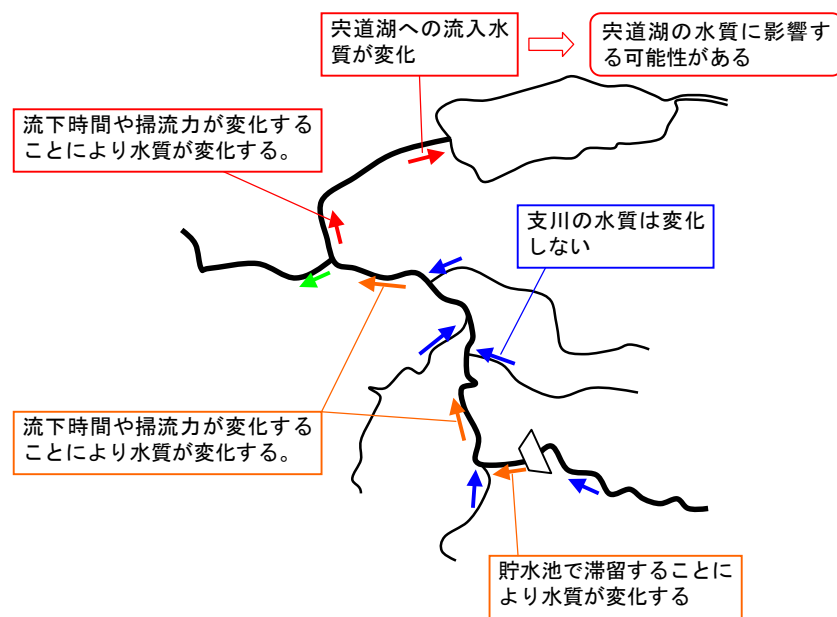 宍道湖への流入水
質が変化
宍道湖の水質に影響す
る可能性がある
流下時間や掃流力が変化する
ことにより水質が変化する。
支川の水質は変化
しない
流下時間や掃流力が変化する
ことにより水質が変化する。
貯水池で滞留することに
より水質が変化する